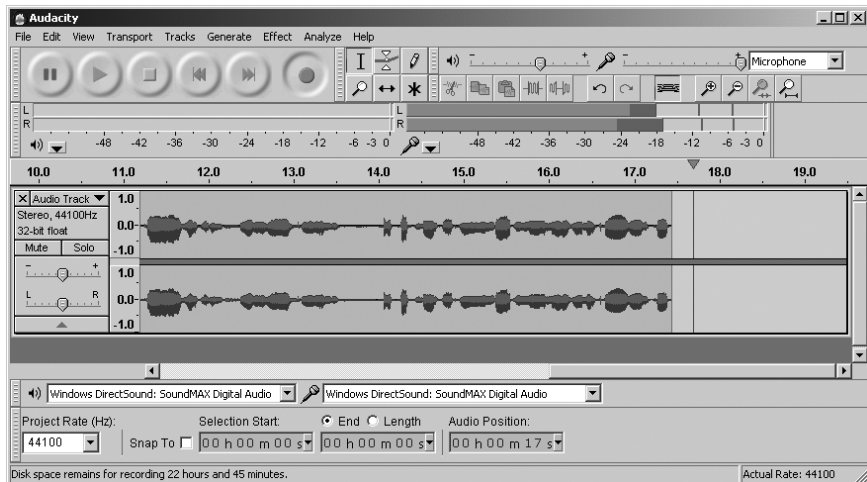 Audacity
File Edit View Transport Tracks Generate Effect Analyze Help
Microphone
L
R
-48 -42 -36 -30 -24 -18 -12 -6 -3 0
L
R
-48 -42 -36 -30 -24 -18 -12 -6 -3 0
10.0 11.0 12.0 13.0 14.0 15.0 16.0 17.0 18.0 19.0
Audio Track
Stereo, 44100Hz
32-bit float
Mute Solo
- +
L R
1.0
0.0
-1.0
1.0
0.0
-1.0
Windows DirectSound: SoundMAX Digital Audio Windows DirectSound: SoundMAX Digital Audio
Project Rate (Hz): Selection Start: End Length Audio Position:
44100 Snap To 00 h 00 m 00 s 00 h 00 m 00 s 00 h 00 m 17 s
Disk space remains for recording 22 hours and 45 minutes. Actual Rate: 44100